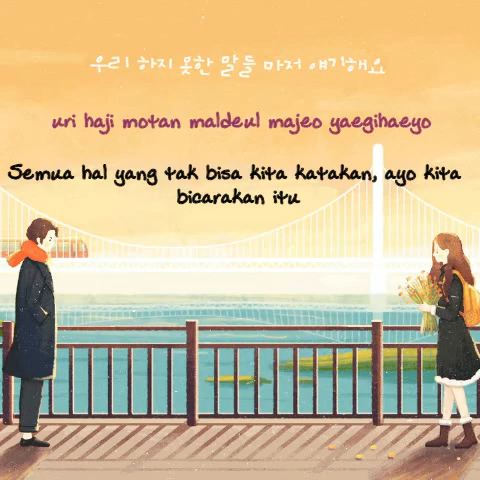 우리 하지 못한 말들 마저 얘기해요
uri haji motan maldeul majeo yaegihaeyo
Semua hal yang tak bisa kita katakan, ayo kita
bicarakan itu